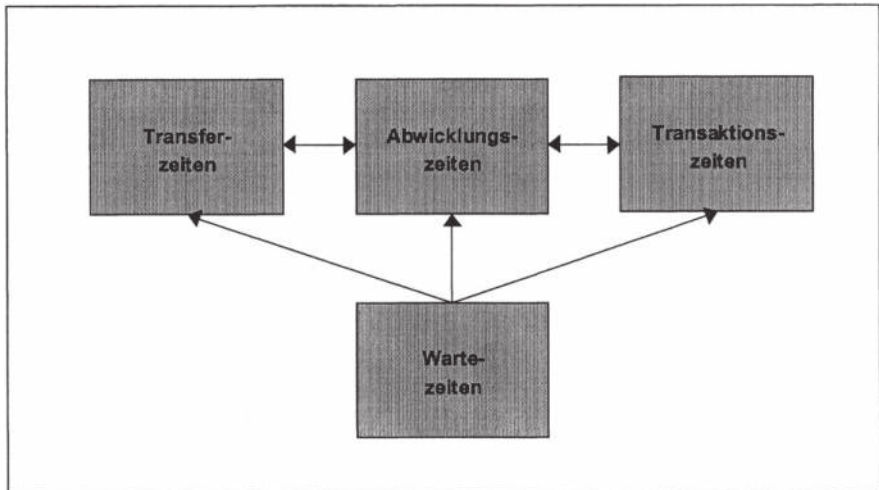 Transfer-
zeiten
Abwicklungs-
zeiten
Transaktions-
zeiten
Warte-
zeiten